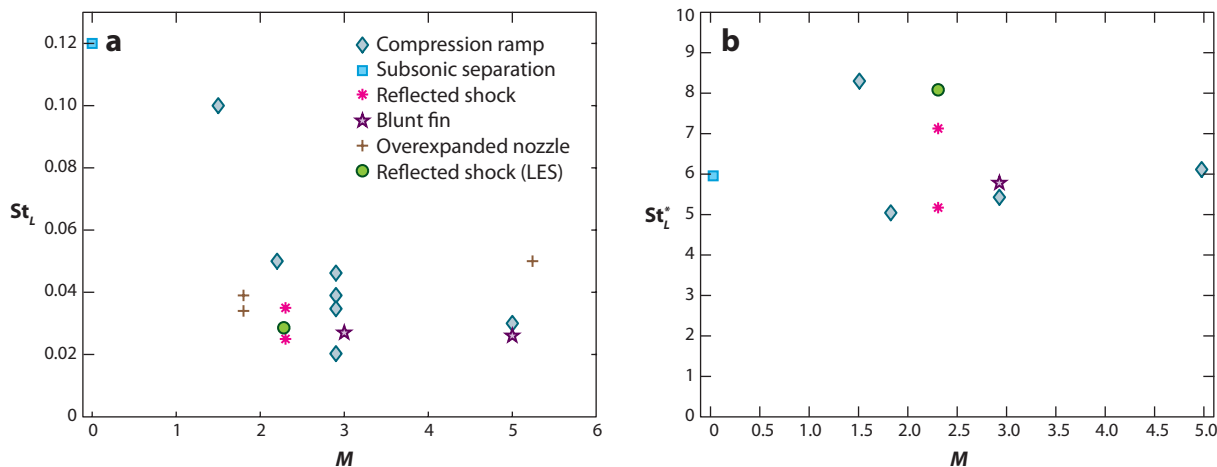 a
0.12
0.10
0.08
0.06
0.04
0.02
0
St_L
0 1 2 3 4 5 6
M
Compression ramp
Subsonic separation
Reflected shock
Blunt fin
Overexpanded nozzle
Reflected shock (LES)
b
10
9
8
7
6
5
4
3
2
1
0
St*_L
0 0.5 1.0 1.5 2.0 2.5 3.0 3.5 4.0 4.5 5.0
M